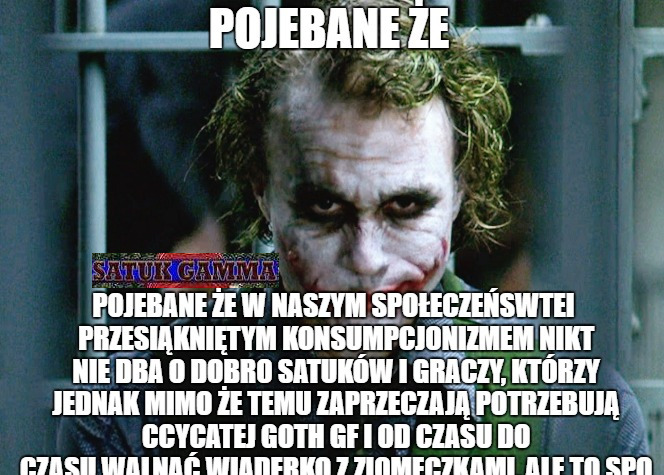 POJEBANE ŻE
SATUK GAMMA
POJEBANE ŻE W NASZYM SPOŁECZEŃSWTEI
PRZESIĄKNIĘTYM KONSUMPCJONIZMEM NIKT
NIE DBA O DOBRO SATUKÓW I GRACZY, KTÓRZY
JEDNAK MIMO ŻE TEMU ZAPRZECZAJĄ POTRZEBUJĄ
CCYCATEJ GOTH GF I OD CZASU DO
CZASU WALNĄĆ WIADERKO Z ZIOMECZKAMI, ALE TO SPO